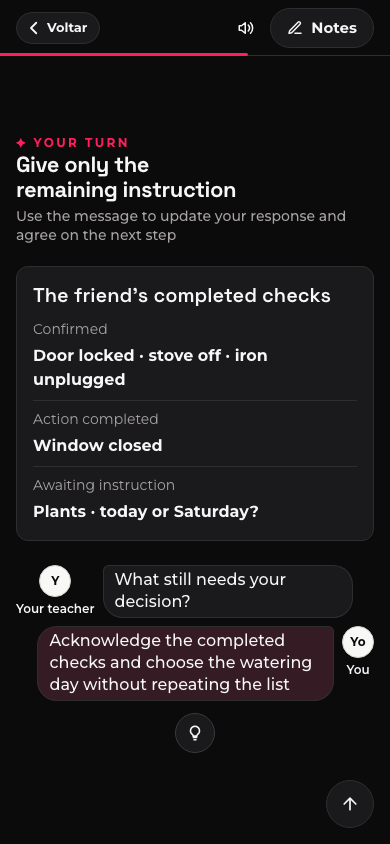 Voltar
Notes
YOUR TURN
Give only the
remaining instruction
Use the message to update your response and
agree on the next step
The friend's completed checks
Confirmed
Door locked · stove off · iron
unplugged
Action completed
Window closed
Awaiting instruction
Plants · today or Saturday?
Y
Your teacher
What still needs your
decision?
Acknowledge the completed
checks and choose the watering
day without repeating the list
Yo
You